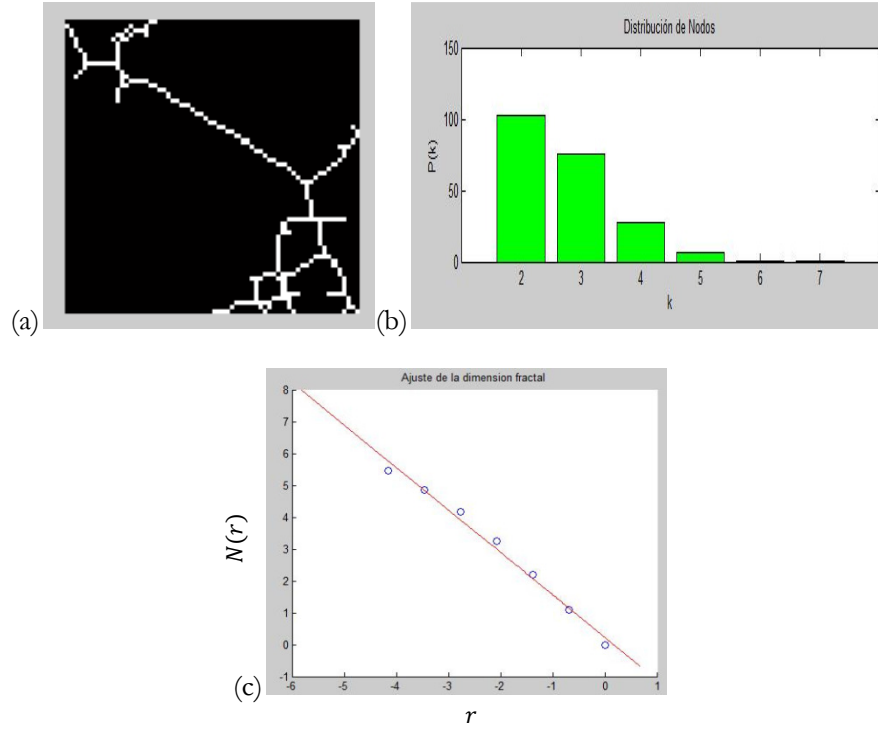 Distribución de Nodos
150
100
50
0
P(k)
2 3 4 5 6 7
k
(a)
(b)
Ajuste de la dimension fractal
8
7
6
5
4
3
2
1
0
-1
N(r)
-6 -5 -4 -3 -2 -1 0 1
(c)
r